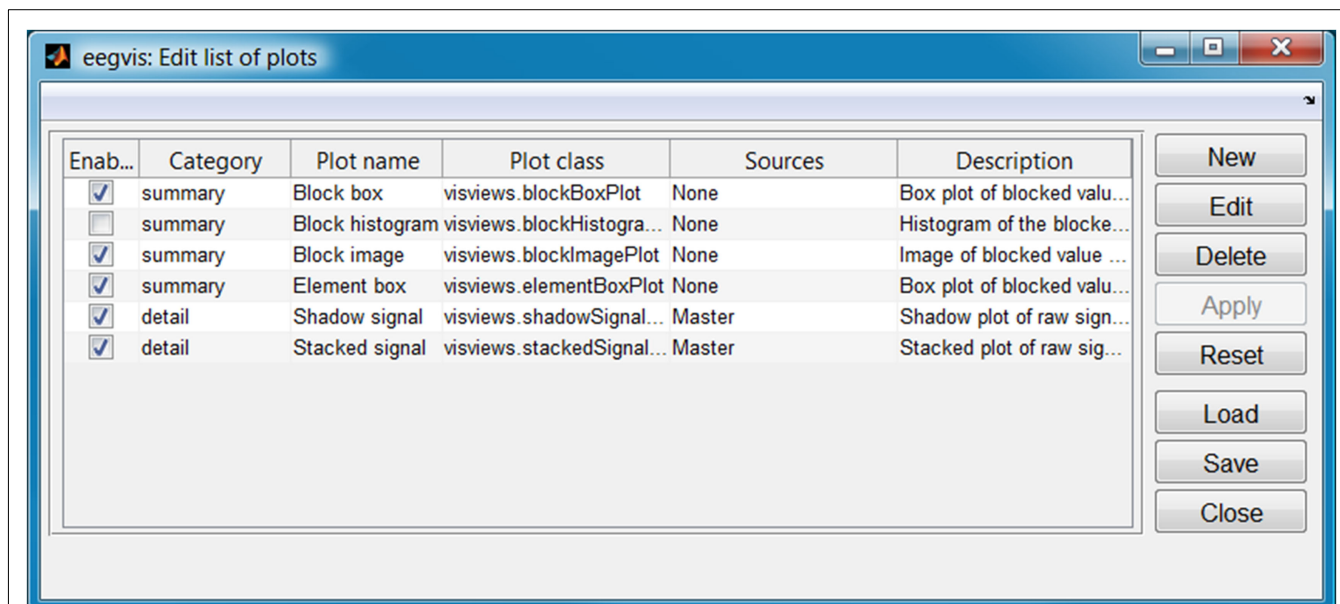 eegvis: Edit list of plots
Enab... Category Plot name Plot class Sources Description
summary Block box visviews.blockBoxPlot None Box plot of blocked valu...
summary Block histogram visviews.blockHistogra... None Histogram of the blocke...
summary Block image visviews.blockImagePlot None Image of blocked value ...
summary Element box visviews.elementBoxPlot None Box plot of blocked valu...
detail Shadow signal visviews.shadowSignal... Master Shadow plot of raw sign...
detail Stacked signal visviews.stackedSignal... Master Stacked plot of raw sig...
New
Edit
Delete
Apply
Reset
Load
Save
Close